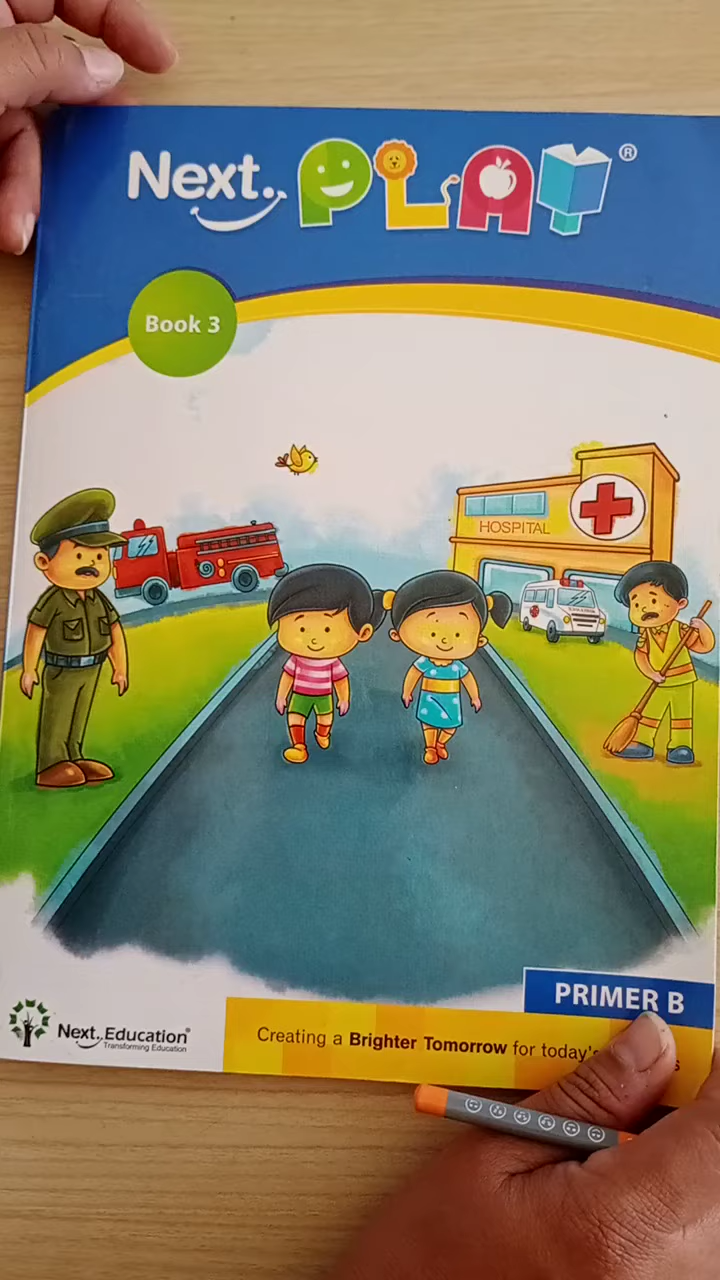 Next. PLAY®
Book 3
HOSPITAL
PRIMER B
Next.Education®
Transforming Education
Creating a Brighter Tomorrow for today's